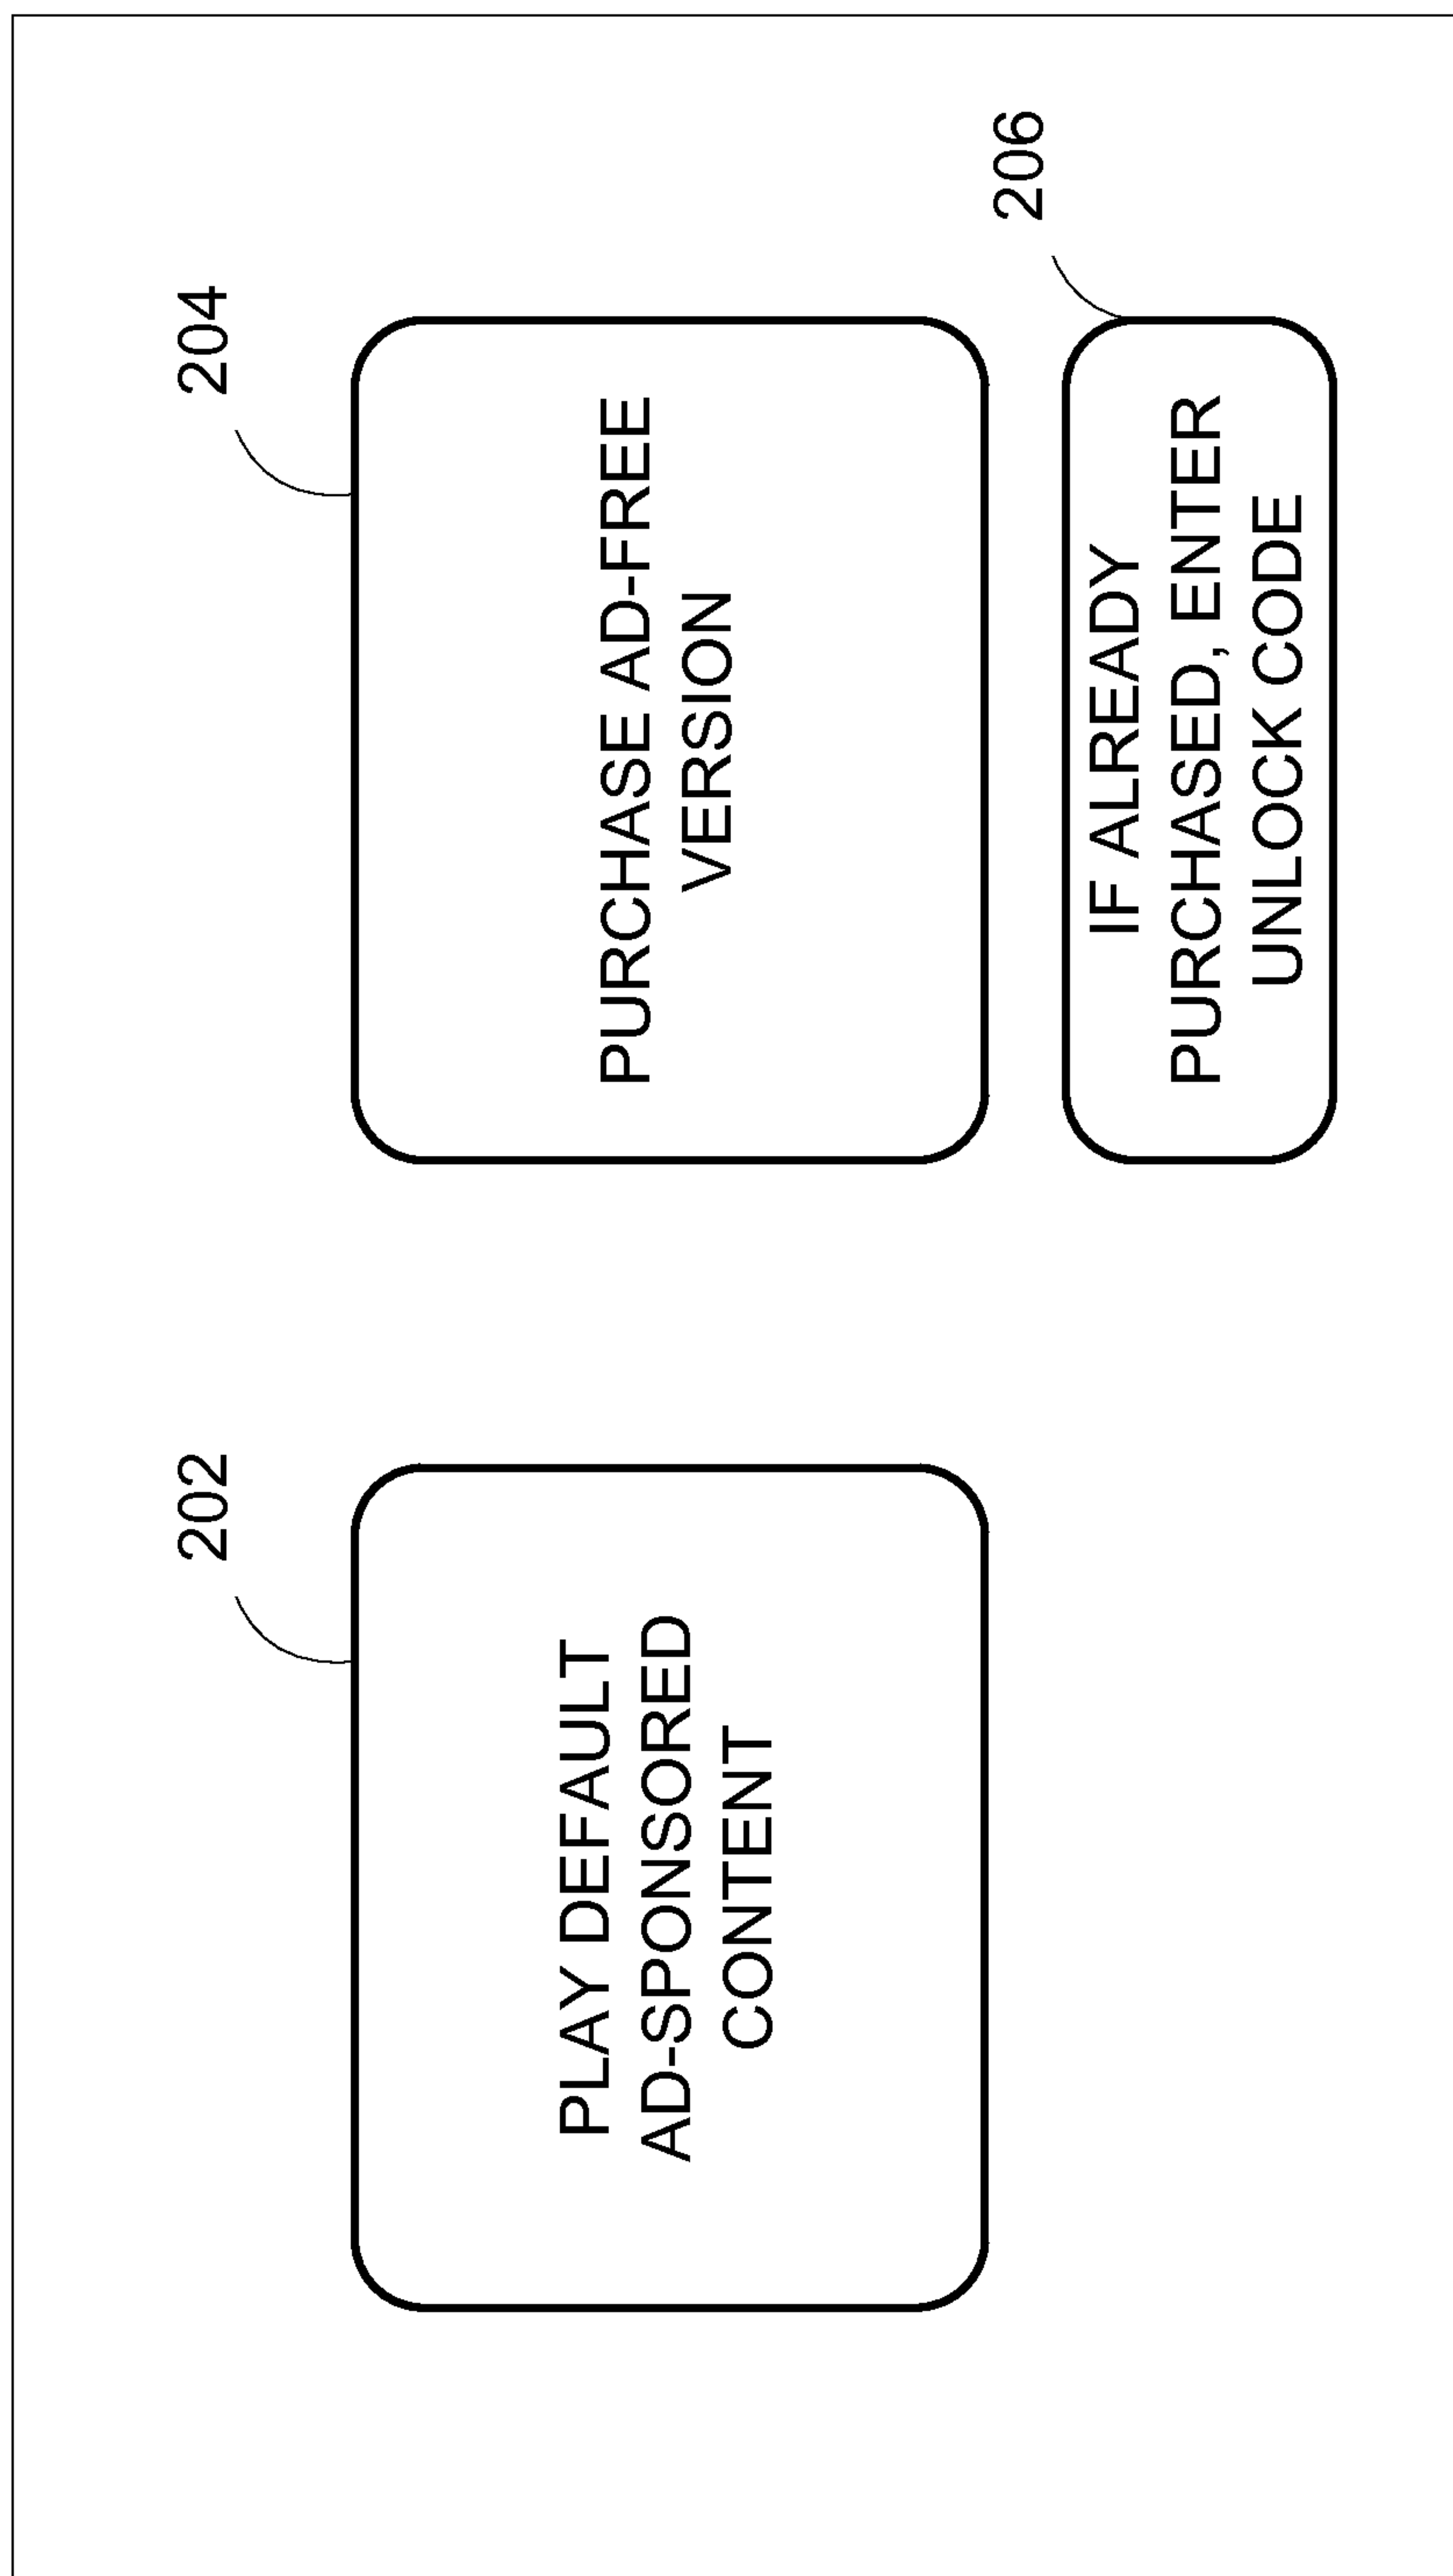 202
PLAY DEFAULT
AD-SPONSORED
CONTENT
204
PURCHASE AD-FREE
VERSION
206
IF ALREADY
PURCHASED, ENTER
UNLOCK CODE